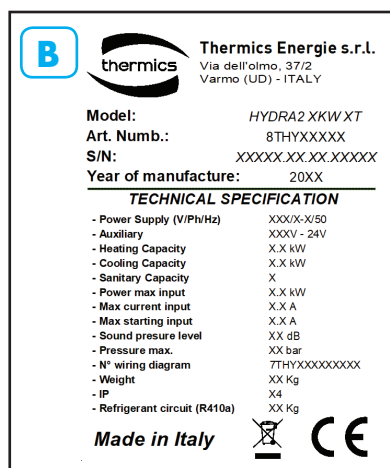 B
thermics
Thermics Energie s.r.l.
Via dell'olmo, 37/2
Varmo (UD) - ITALY
Model: HYDRA2 XKW XT
Art. Numb.: 8THYXXXXX
S/N: XXXXX.XX.XX.XXXXX
Year of manufacture: 20XX
TECHNICAL SPECIFICATION
- Power Supply (V/Ph/Hz) XXX/X-X/50
- Auxiliary XXXV - 24V
- Heating Capacity X.X kW
- Cooling Capacity X.X kW
- Sanitary Capacity X
- Power max input X.X kW
- Max current input X.X A
- Max starting input X.X A
- Sound presure level XX dB
- Pressure max. XX bar
- N° wiring diagram 7THYXXXXXXXXX
- Weight XX Kg
- IP X4
- Refrigerant circuit (R410a) XX Kg
Made in Italy CE